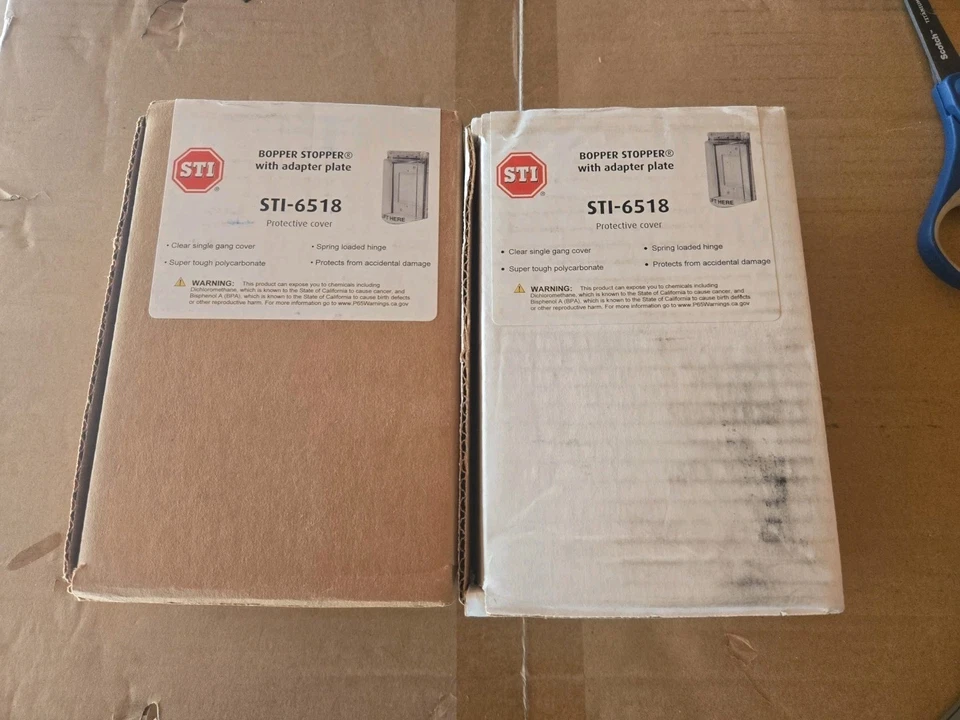 STI
®
BOPPER STOPPER®
with adapter plate
STI-6518
Protective cover
LIFT HERE
• Clear single gang cover
• Spring loaded hinge
• Super tough polycarbonate
• Protects from accidental damage
WARNING: This product can expose you to chemicals including
Dichloromethane, which is known to the State of California to cause cancer, and
Bisphenol A (BPA), which is known to the State of California to cause birth defects
or other reproductive harm. For more information go to www.P65Warnings.ca.gov
STI
®
BOPPER STOPPER®
with adapter plate
STI-6518
Protective cover
FT HERE
• Clear single gang cover
• Spring loaded hinge
• Super tough polycarbonate
• Protects from accidental damage
WARNING: This product can expose you to chemicals including
Dichloromethane, which is known to the State of California to cause cancer, and
Bisphenol A (BPA), which is known to the State of California to cause birth defects
or other reproductive harm. For more information go to www.P65Warnings.ca.gov
Scotch™